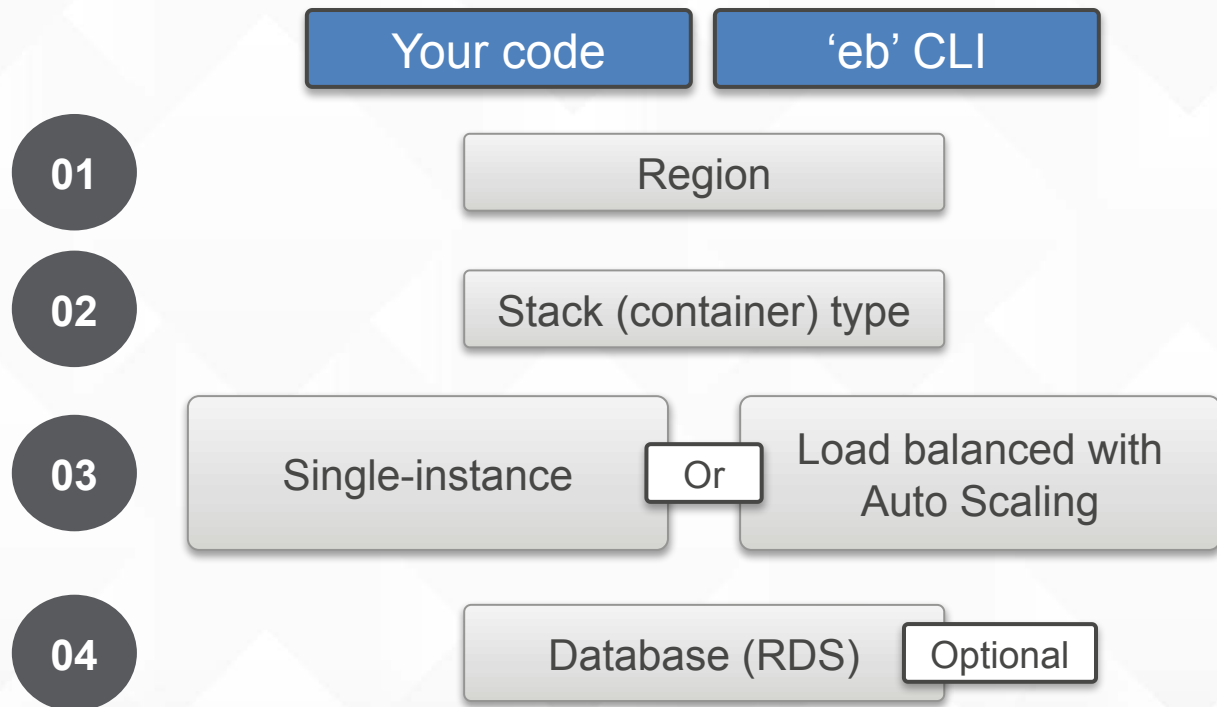 Your code
‘eb’ CLI
01
Region
02
Stack (container) type
03
Single-instance
Or
Load balanced with
Auto Scaling
04
Database (RDS)
Optional